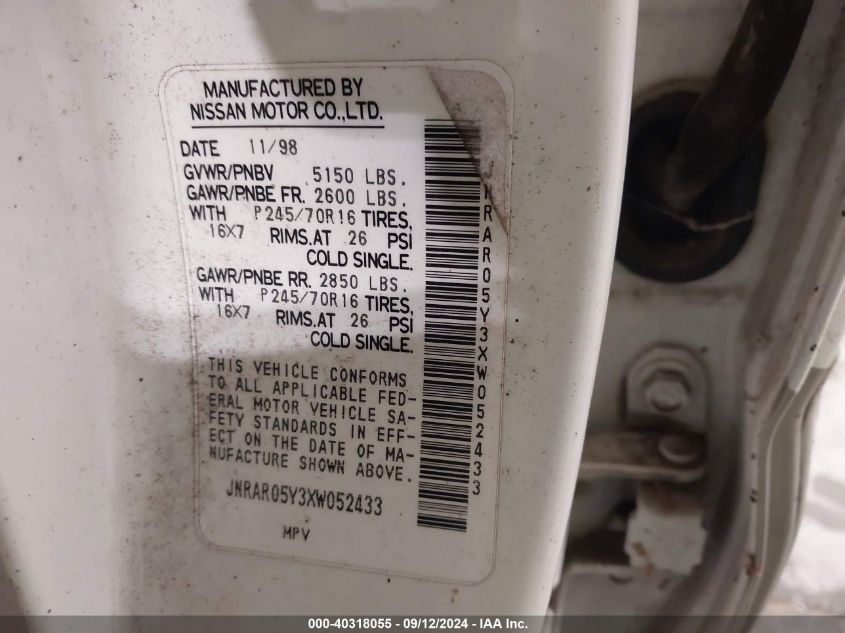 MANUFACTURED BY
NISSAN MOTOR CO.,LTD.
DATE 11/98
GVWR/PNBV 5150 LBS.
GAWR/PNBE FR. 2600 LBS.
WITH P245/70R16 TIRES,
16X7 RIMS.AT 26 PSI
COLD SINGLE.
GAWR/PNBE RR. 2850 LBS.
WITH P245/70R16 TIRES,
16X7 RIMS.AT 26 PSI
COLD SINGLE.
THIS VEHICLE CONFORMS
TO ALL APPLICABLE FED-
ERAL MOTOR VEHICLE SA-
FETY STANDARDS IN EFF-
ECT ON THE DATE OF MA-
NUFACTURE SHOWN ABOVE.
JNRAR05Y3XW052433
MPV
JNRAR05Y3XW052433
000-40318055 - 09/12/2024 - IAA Inc.